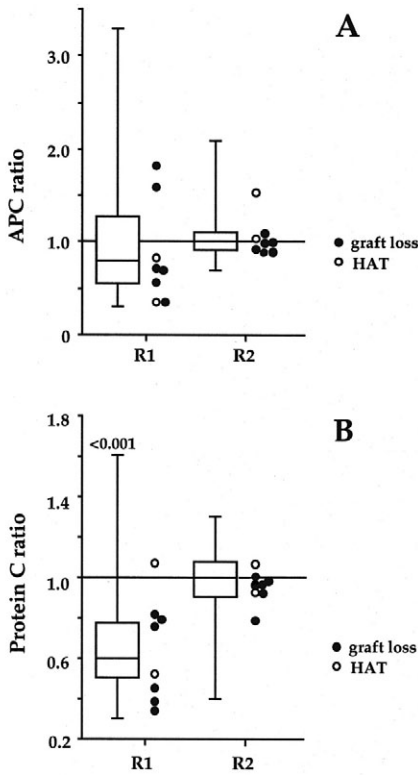 A
APC ratio
3.0
2.0
1.0
0
R1
R2
graft loss
HAT
B
Protein C ratio
1.8
1.4
1.0
0.6
0.2
<0.001
R1
R2
graft loss
HAT